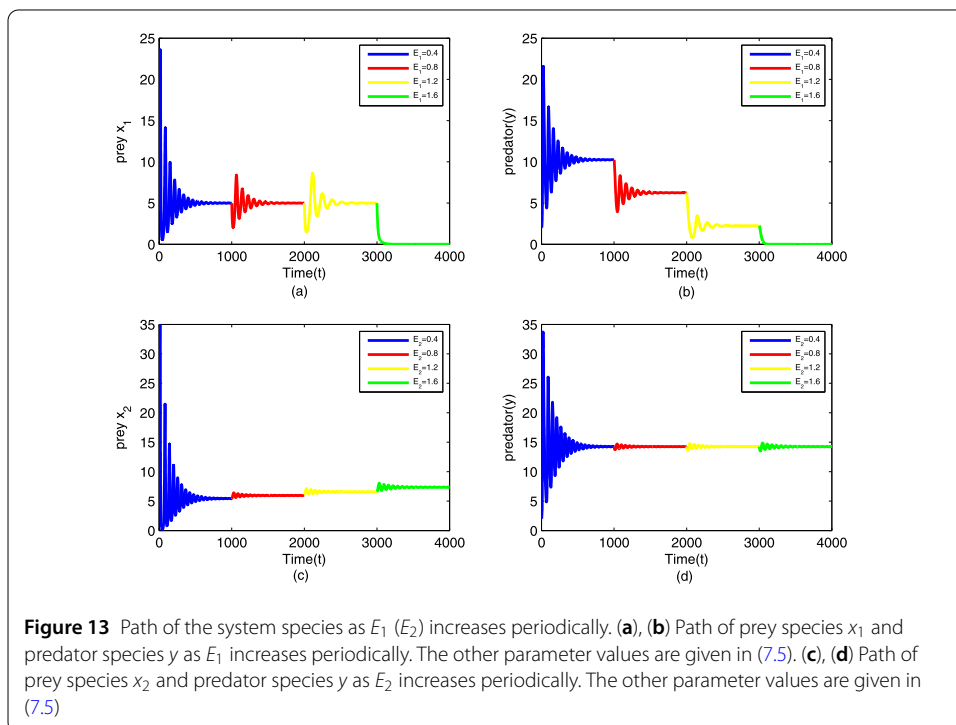 25
20
15
10
5
0
prey x1
E1=0.4
E1=0.8
E1=1.2
E1=1.6
0 1000 2000 3000 4000
Time(t)
(a)
25
20
15
10
5
0
predator(y)
E1=0.4
E1=0.8
E1=1.2
E1=1.6
0 1000 2000 3000 4000
Time(t)
(b)
35
30
25
20
15
10
5
0
prey x2
E2=0.4
E2=0.8
E2=1.2
E2=1.6
0 1000 2000 3000 4000
Time(t)
(c)
35
30
25
20
15
10
5
0
predator(y)
E2=0.4
E2=0.8
E2=1.2
E2=1.6
0 1000 2000 3000 4000
Time(t)
(d)
Figure 13 Path of the system species as E1 (E2) increases periodically. (a), (b) Path of prey species x1 and
predator species y as E1 increases periodically. The other parameter values are given in (7.5). (c), (d) Path of
prey species x2 and predator species y as E2 increases periodically. The other parameter values are given in
(7.5)